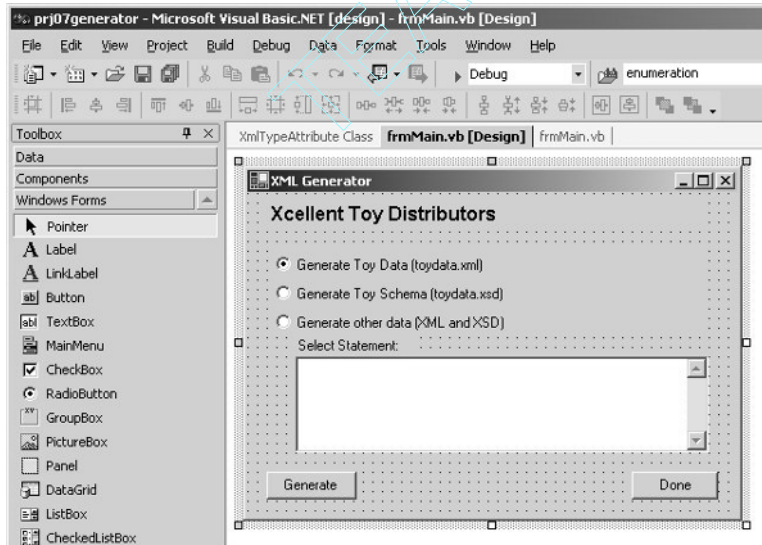 prj07generator - Microsoft Visual Basic.NET [design] - frmMain.vb [Design]
File Edit View Project Build Debug Data Format Tools Window Help
Debug enumeration
Toolbox
XmlTypeAttribute Class frmMain.vb [Design] frmMain.vb
Data
Components
Windows Forms
Pointer
Label
LinkLabel
Button
TextBox
MainMenu
CheckBox
RadioButton
GroupBox
PictureBox
Panel
DataGrid
ListBox
CheckedListBox
XML Generator
Xcellent Toy Distributors
Generate Toy Data (toydata.xml)
Generate Toy Schema (toydata.xsd)
Generate other data (XML and XSD)
Select Statement:
Generate Done